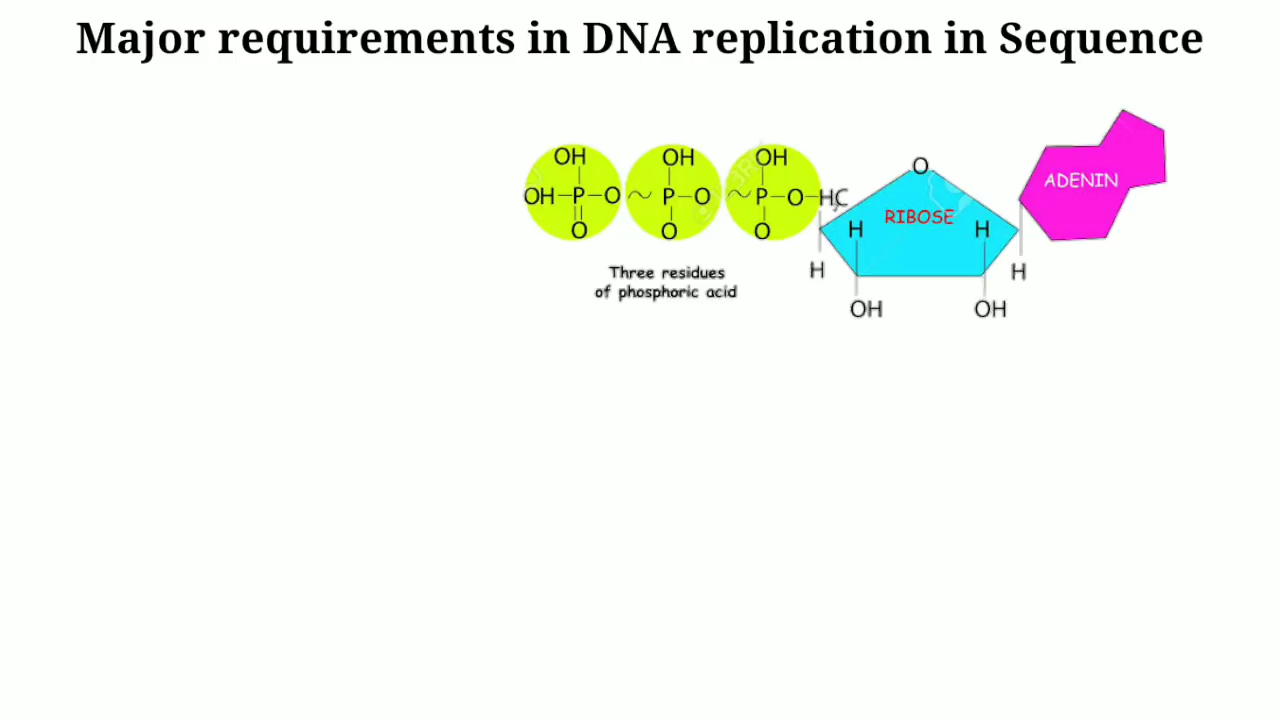 Major requirements in DNA replication in Sequence
OH OH OH
OH-P-O~P-O~P-O-HC
O O O
O
RIBOSE
H H
H H
OH OH
ADENIN
Three residues
of phosphoric acid